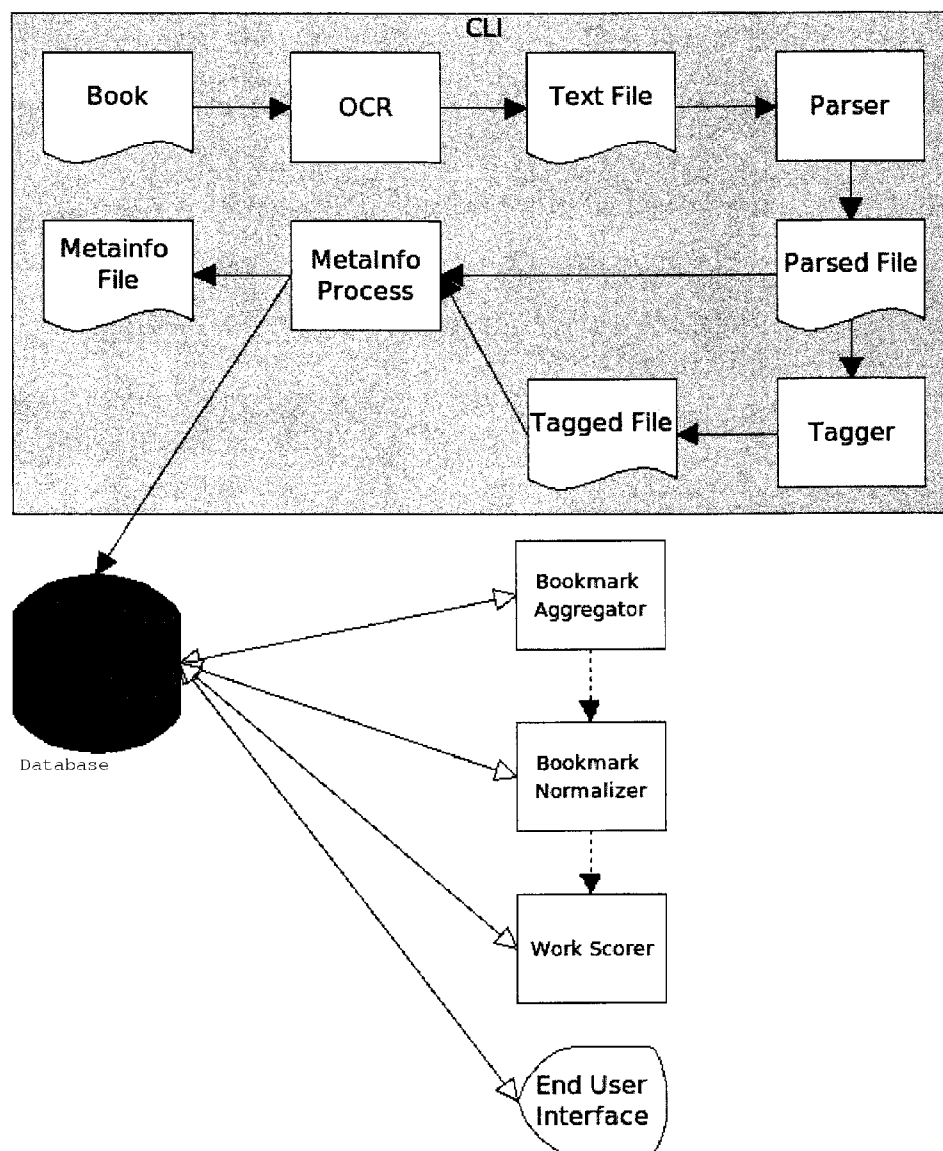 CLI
Book
OCR
Text File
Parser
Metainfo
File
MetaInfo
Process
Parsed File
Tagged File
Tagger
Bookmark
Aggregator
Database
Bookmark
Normalizer
Work Scorer
End User
Interface